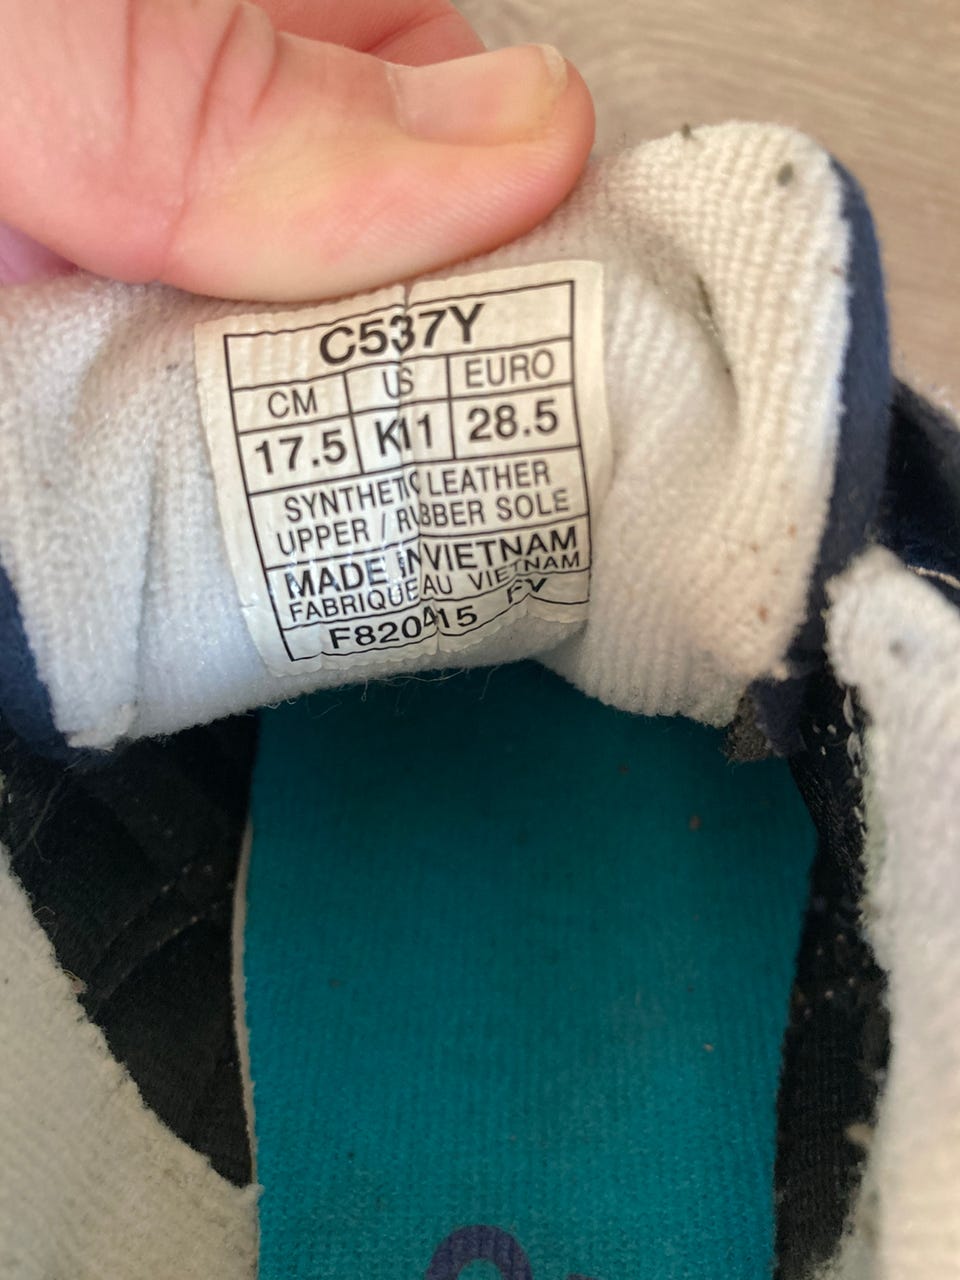 C537Y
CM US EURO
17.5 K11 28.5
SYNTHETIC LEATHER
UPPER / RUBBER SOLE
MADE IN VIETNAM
FABRIQUE AU VIETNAM
F820415 FY